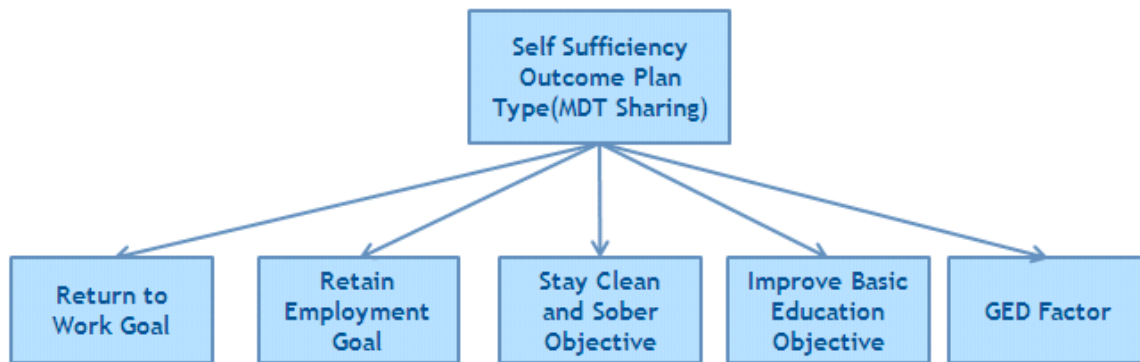 Self Sufficiency
Outcome Plan
Type(MDT Sharing)
Return to
Work Goal
Retain
Employment
Goal
Stay Clean
and Sober
Objective
Improve Basic
Education
Objective
GED Factor